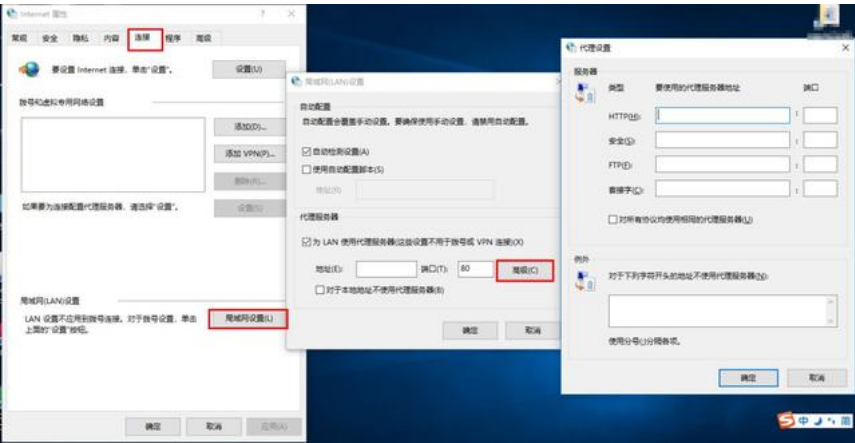 Internet 属性
常规 安全 隐私 内容 连接 程序 高级
要设置 Internet 连接，单击"设置"。
设置(U)
拨号和虚拟专用网络设置
添加(D)...
添加 VPN(P)...
删除(R)...
如果要为连接配置代理服务器，请选择"设置"。
设置(S)
局域网(LAN)设置
LAN 设置不应用到拨号连接。对于拨号设置，单击
上面的"设置"按钮。
局域网设置(L)
确定 取消 应用(A)
局域网(LAN)设置
自动配置
自动配置会覆盖手动设置。要确保使用手动设置，请禁用自动配置。
自动检测设置(A)
使用自动配置脚本(S)
地址(R)
代理服务器
为 LAN 使用代理服务器(这些设置不用于拨号或 VPN 连接)(X)
地址(E): 端口(T): 80 高级(C)
对于本地地址不使用代理服务器(B)
确定 取消
代理设置
服务器
类型 要使用的代理服务器地址 端口
HTTP(H): :
安全(S): :
FTP(F): :
套接字(C): :
对所有协议均使用相同的代理服务器(U)
例外
对于下列字符开头的地址不使用代理服务器(N):
使用分号(;)分隔各项。
确定 取消
S 中 简